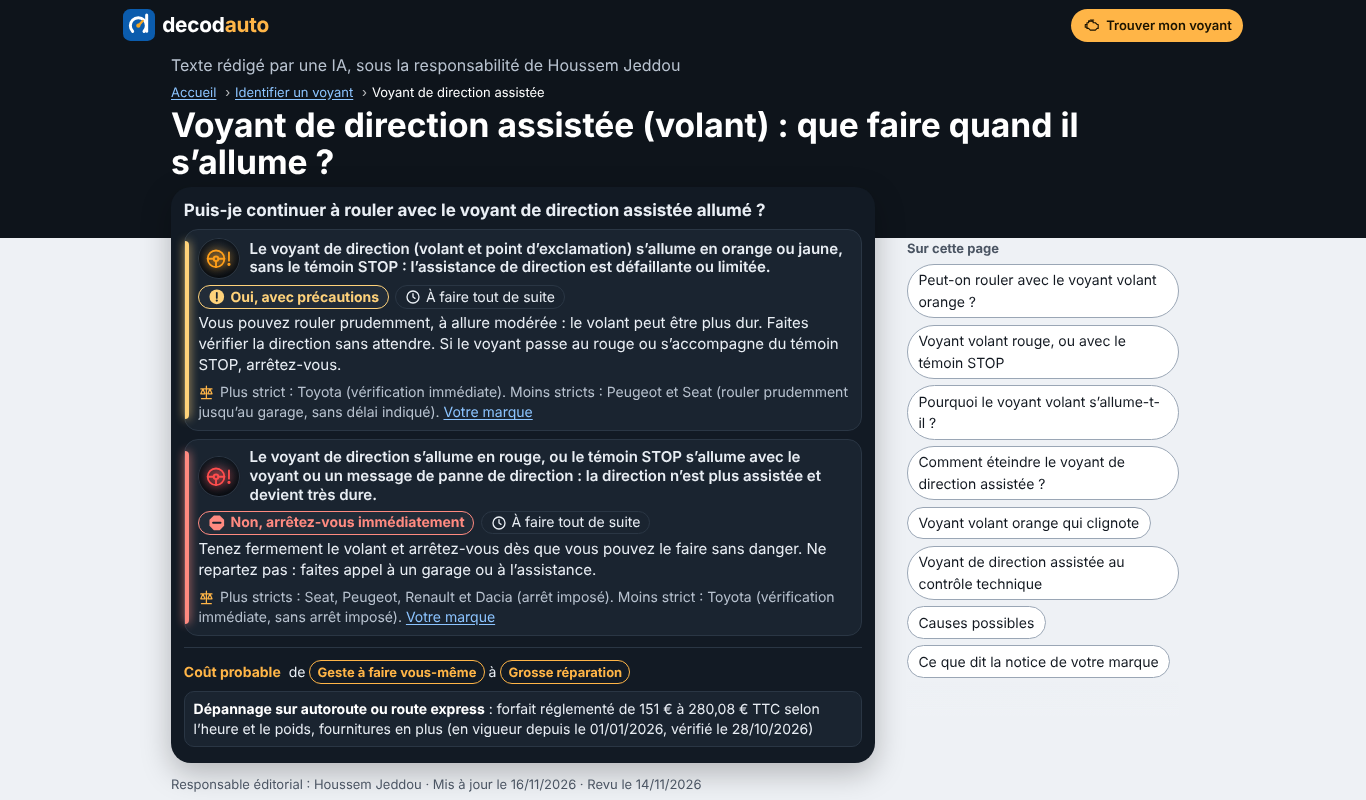 decodauto
Trouver mon voyant
Texte rédigé par une IA, sous la responsabilité de Houssem Jeddou
Accueil › Identifier un voyant › Voyant de direction assistée
Voyant de direction assistée (volant) : que faire quand il
s’allume ?
Puis-je continuer à rouler avec le voyant de direction assistée allumé ?
Le voyant de direction (volant et point d’exclamation) s’allume en orange ou jaune,
sans le témoin STOP : l’assistance de direction est défaillante ou limitée.
Oui, avec précautions
À faire tout de suite
Vous pouvez rouler prudemment, à allure modérée : le volant peut être plus dur. Faites
vérifier la direction sans attendre. Si le voyant passe au rouge ou s’accompagne du témoin
STOP, arrêtez-vous.
Plus strict : Toyota (vérification immédiate). Moins stricts : Peugeot et Seat (rouler prudemment
jusqu’au garage, sans délai indiqué). Votre marque
Le voyant de direction s’allume en rouge, ou le témoin STOP s’allume avec le
voyant ou un message de panne de direction : la direction n’est plus assistée et
devient très dure.
Non, arrêtez-vous immédiatement
À faire tout de suite
Tenez fermement le volant et arrêtez-vous dès que vous pouvez le faire sans danger. Ne
repartez pas : faites appel à un garage ou à l’assistance.
Plus stricts : Seat, Peugeot, Renault et Dacia (arrêt imposé). Moins strict : Toyota (vérification
immédiate, sans arrêt imposé). Votre marque
Coût probable de Geste à faire vous-même à Grosse réparation
Dépannage sur autoroute ou route express : forfait réglementé de 151 € à 280,08 € TTC selon
l’heure et le poids, fournitures en plus (en vigueur depuis le 01/01/2026, vérifié le 28/10/2026)
Responsable éditorial : Houssem Jeddou · Mis à jour le 16/11/2026 · Revu le 14/11/2026
Sur cette page
Peut-on rouler avec le voyant volant
orange ?
Voyant volant rouge, ou avec le
témoin STOP
Pourquoi le voyant volant s’allume-t-
il ?
Comment éteindre le voyant de
direction assistée ?
Voyant volant orange qui clignote
Voyant de direction assistée au
contrôle technique
Causes possibles
Ce que dit la notice de votre marque